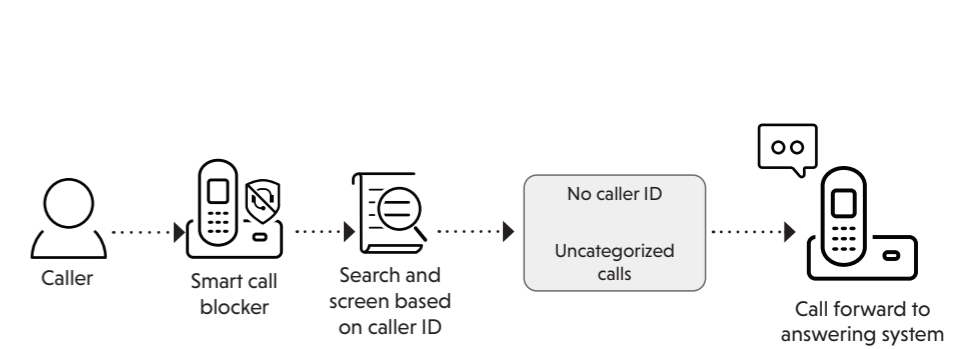 Caller
Smart call
blocker
Search and
screen based
on caller ID
No caller ID
Uncategorized
calls
Call forward to
answering system